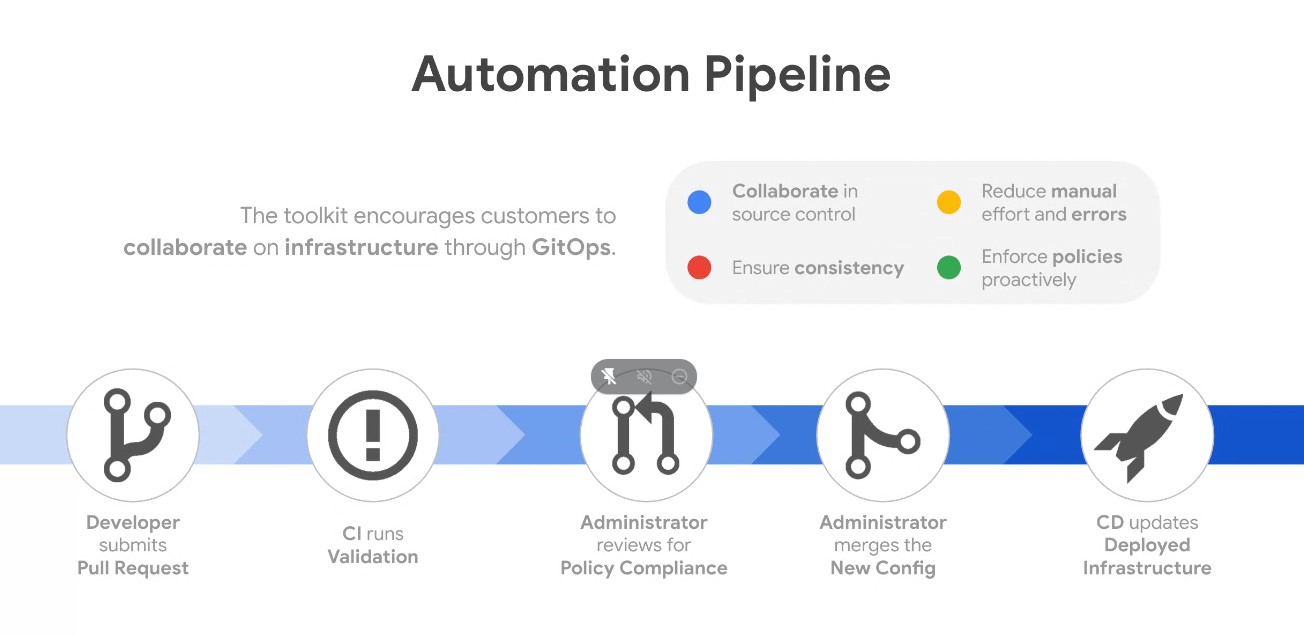 Automation Pipeline
The toolkit encourages customers to
collaborate on infrastructure through GitOps.
Collaborate in
source control
Reduce manual
effort and errors
Ensure consistency
Enforce policies
proactively
Developer
submits
Pull Request
CI runs
Validation
Administrator
reviews for
Policy Compliance
Administrator
merges the
New Config
CD updates
Deployed
Infrastructure